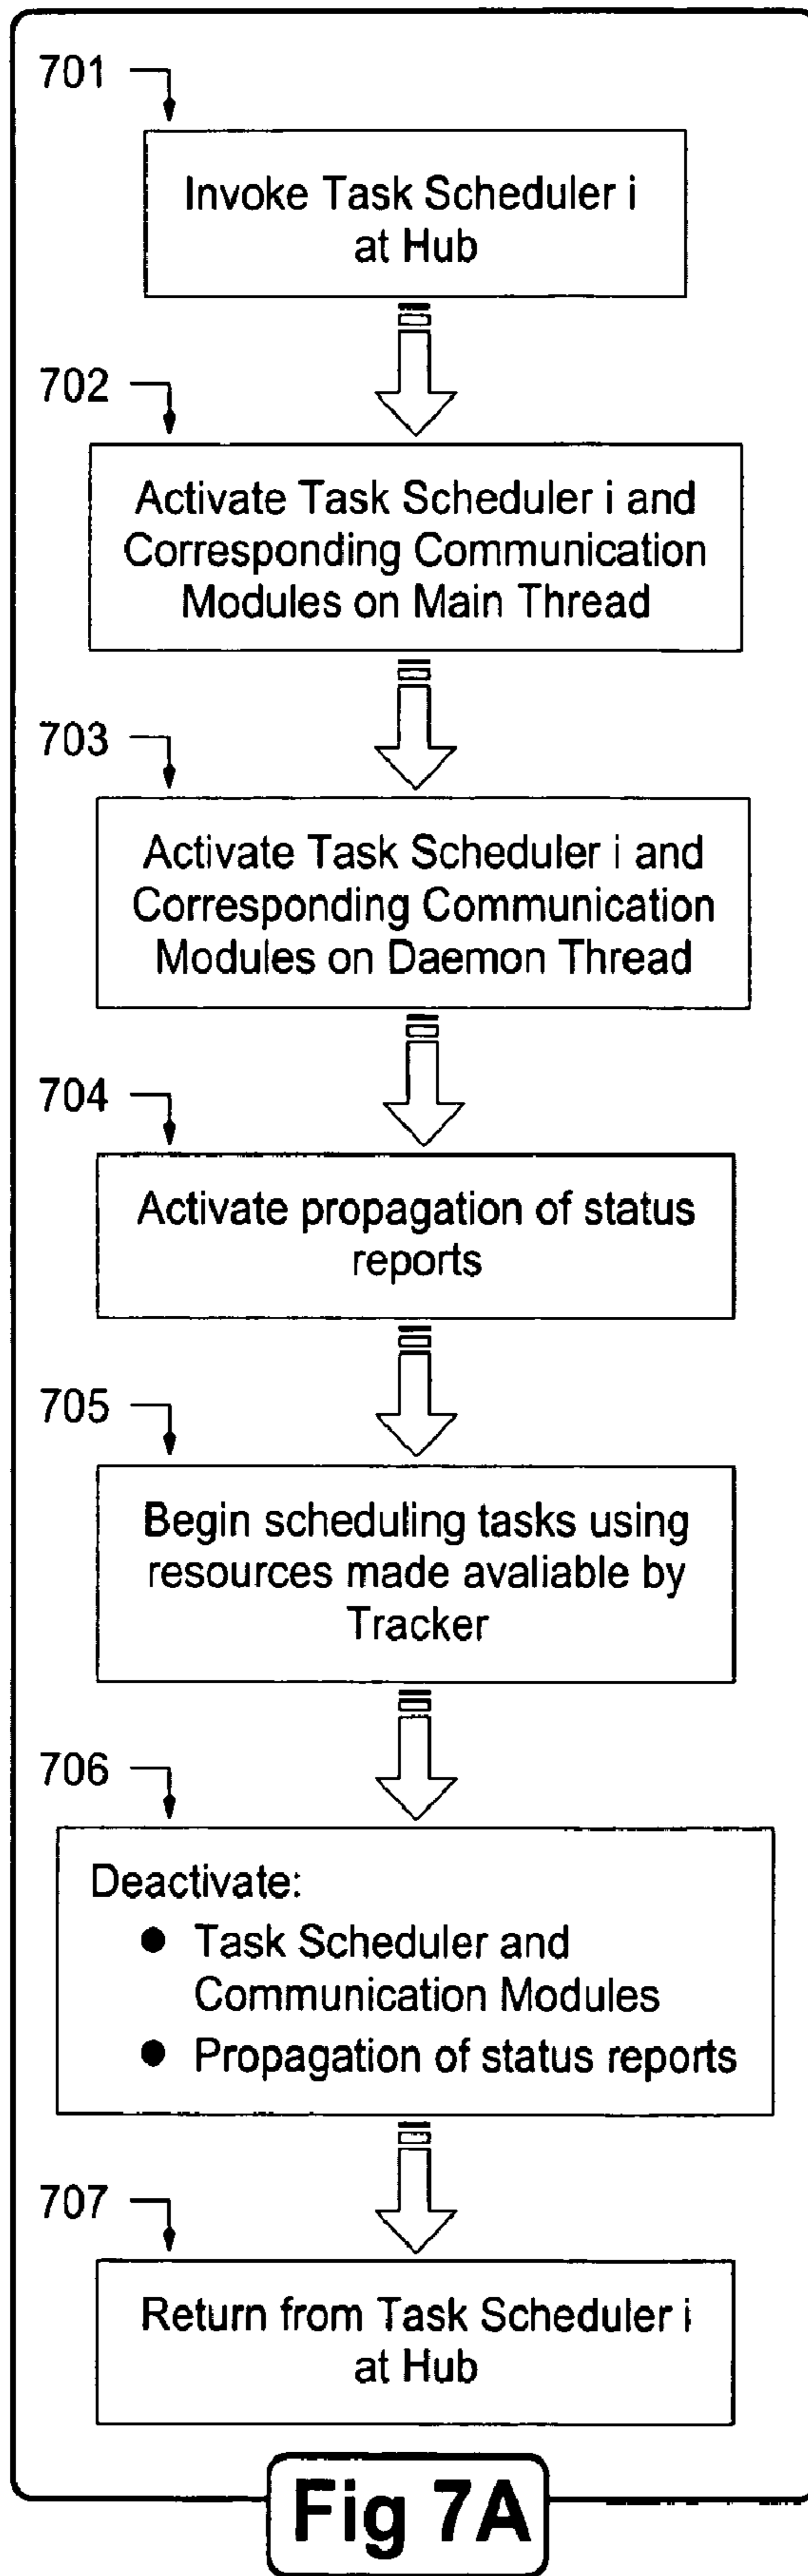 701
Invoke Task Scheduler i
at Hub
702
Activate Task Scheduler i and
Corresponding Communication
Modules on Main Thread
703
Activate Task Scheduler i and
Corresponding Communication
Modules on Daemon Thread
704
Activate propagation of status
reports
705
Begin scheduling tasks using
resources made avaliable by
Tracker
706
Deactivate:
● Task Scheduler and
Communication Modules
● Propagation of status reports
707
Return from Task Scheduler i
at Hub
Fig 7A